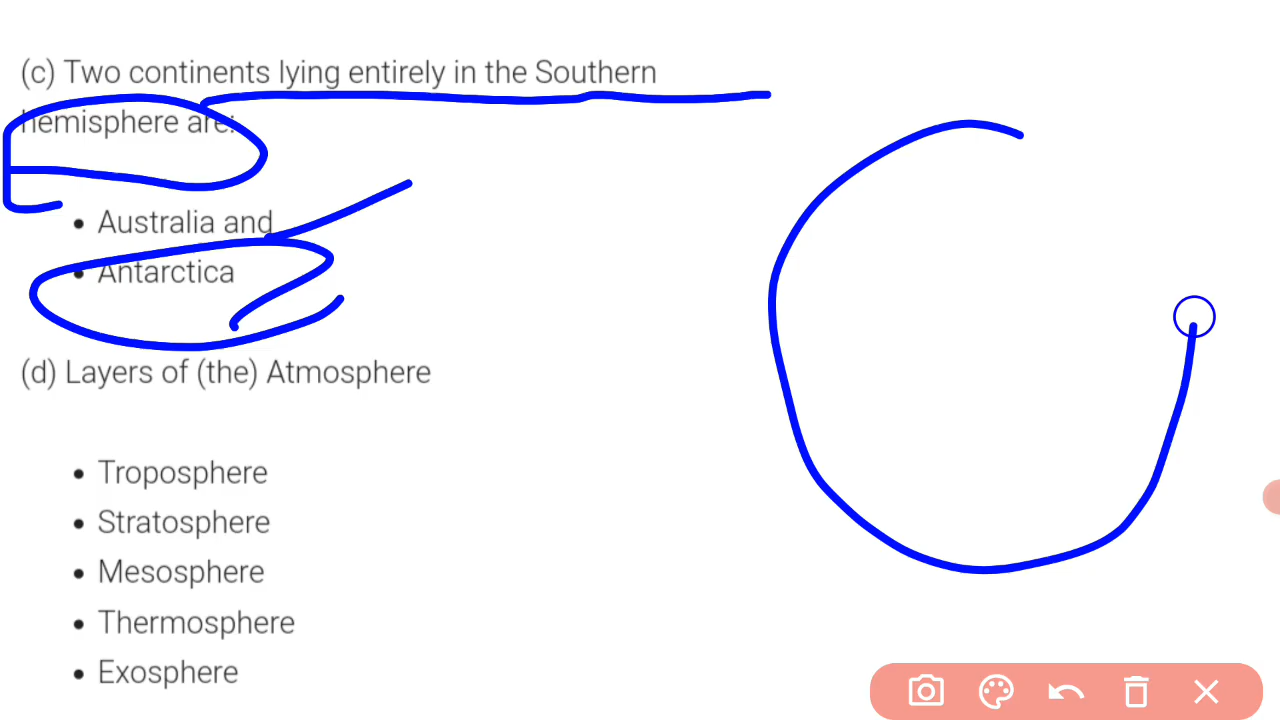 (c) Two continents lying entirely in the Southern
hemisphere are:
• Australia and
• Antarctica
(d) Layers of (the) Atmosphere
• Troposphere
• Stratosphere
• Mesosphere
• Thermosphere
• Exosphere